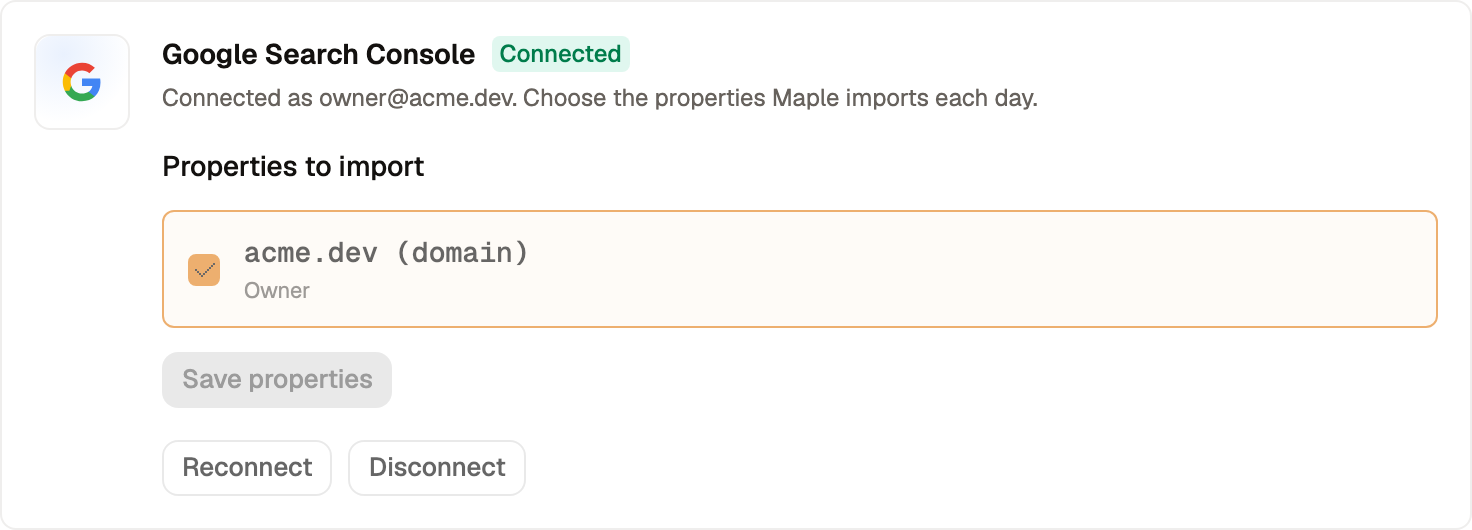 Google Search Console Connected
Connected as owner@acme.dev. Choose the properties Maple imports each day.
Properties to import
acme.dev (domain)
Owner
Save properties
Reconnect Disconnect